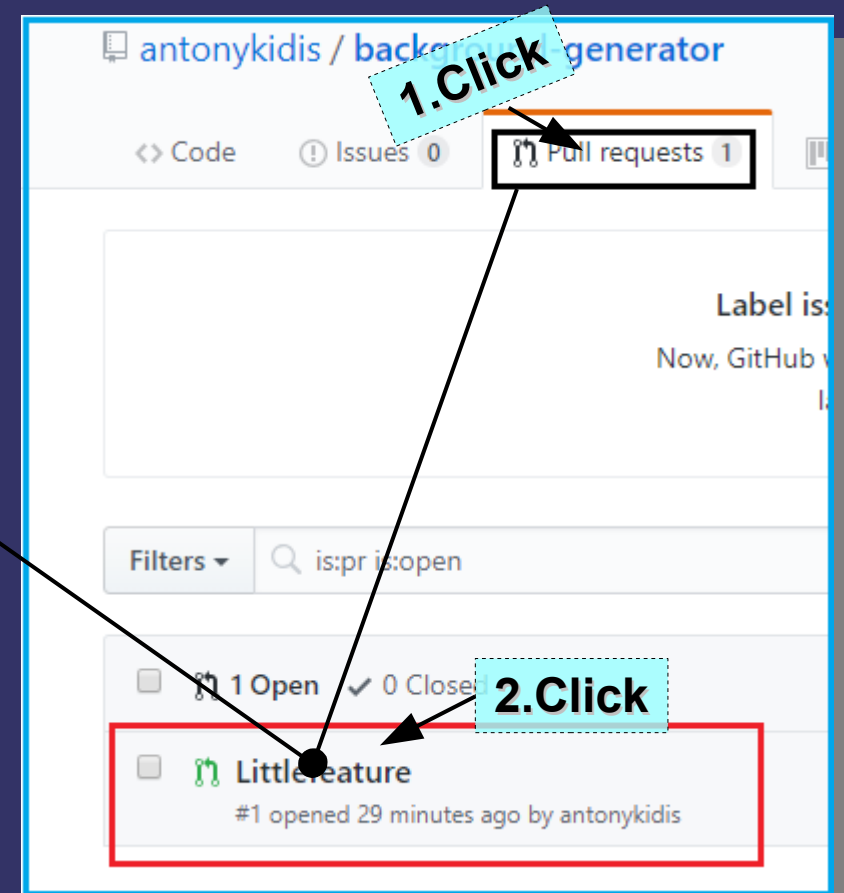 antonykidis / background-generator
1.Click
Code
Issues 0
Pull requests 1
Label is
Now, GitHub
Filters
is:pr is:open
1 Open
0 Closed
2.Click
Littlefeature
#1 opened 29 minutes ago by antonykidis